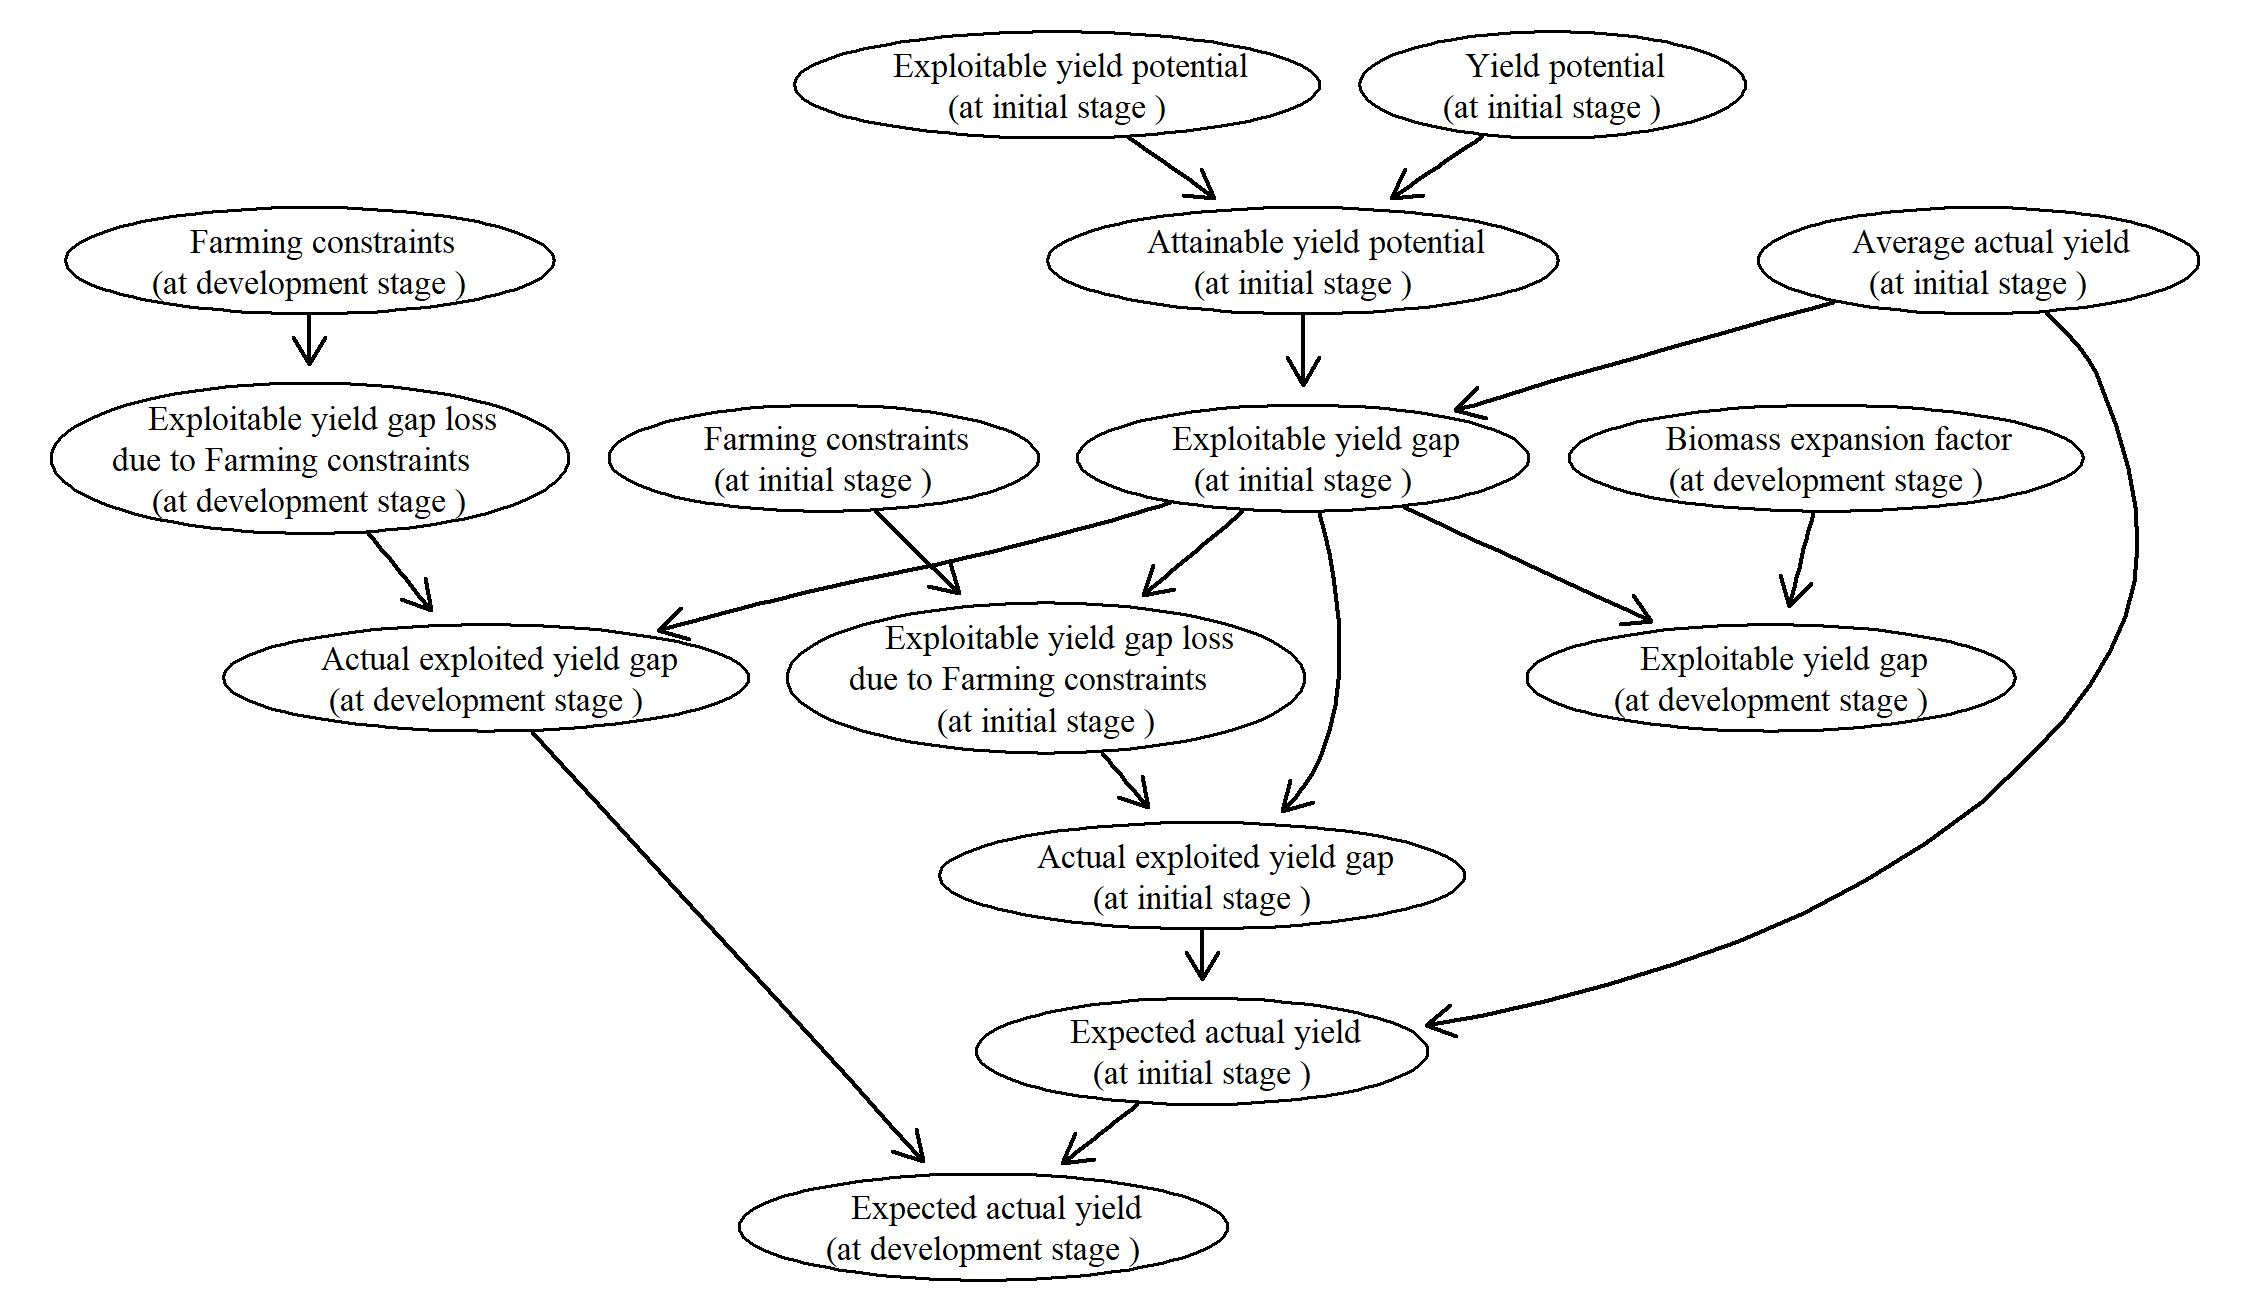 Exploitable yield potential
(at initial stage )
Yield potential
(at initial stage )
Farming constraints
(at development stage )
Attainable yield potential
(at initial stage )
Average actual yield
(at initial stage )
Exploitable yield gap loss
due to Farming constraints
(at development stage )
Farming constraints
(at initial stage )
Exploitable yield gap
(at initial stage )
Biomass expansion factor
(at development stage )
Actual exploited yield gap
(at development stage )
Exploitable yield gap loss
due to Farming constraints
(at initial stage )
Exploitable yield gap
(at development stage )
Actual exploited yield gap
(at initial stage )
Expected actual yield
(at initial stage )
Expected actual yield
(at development stage )